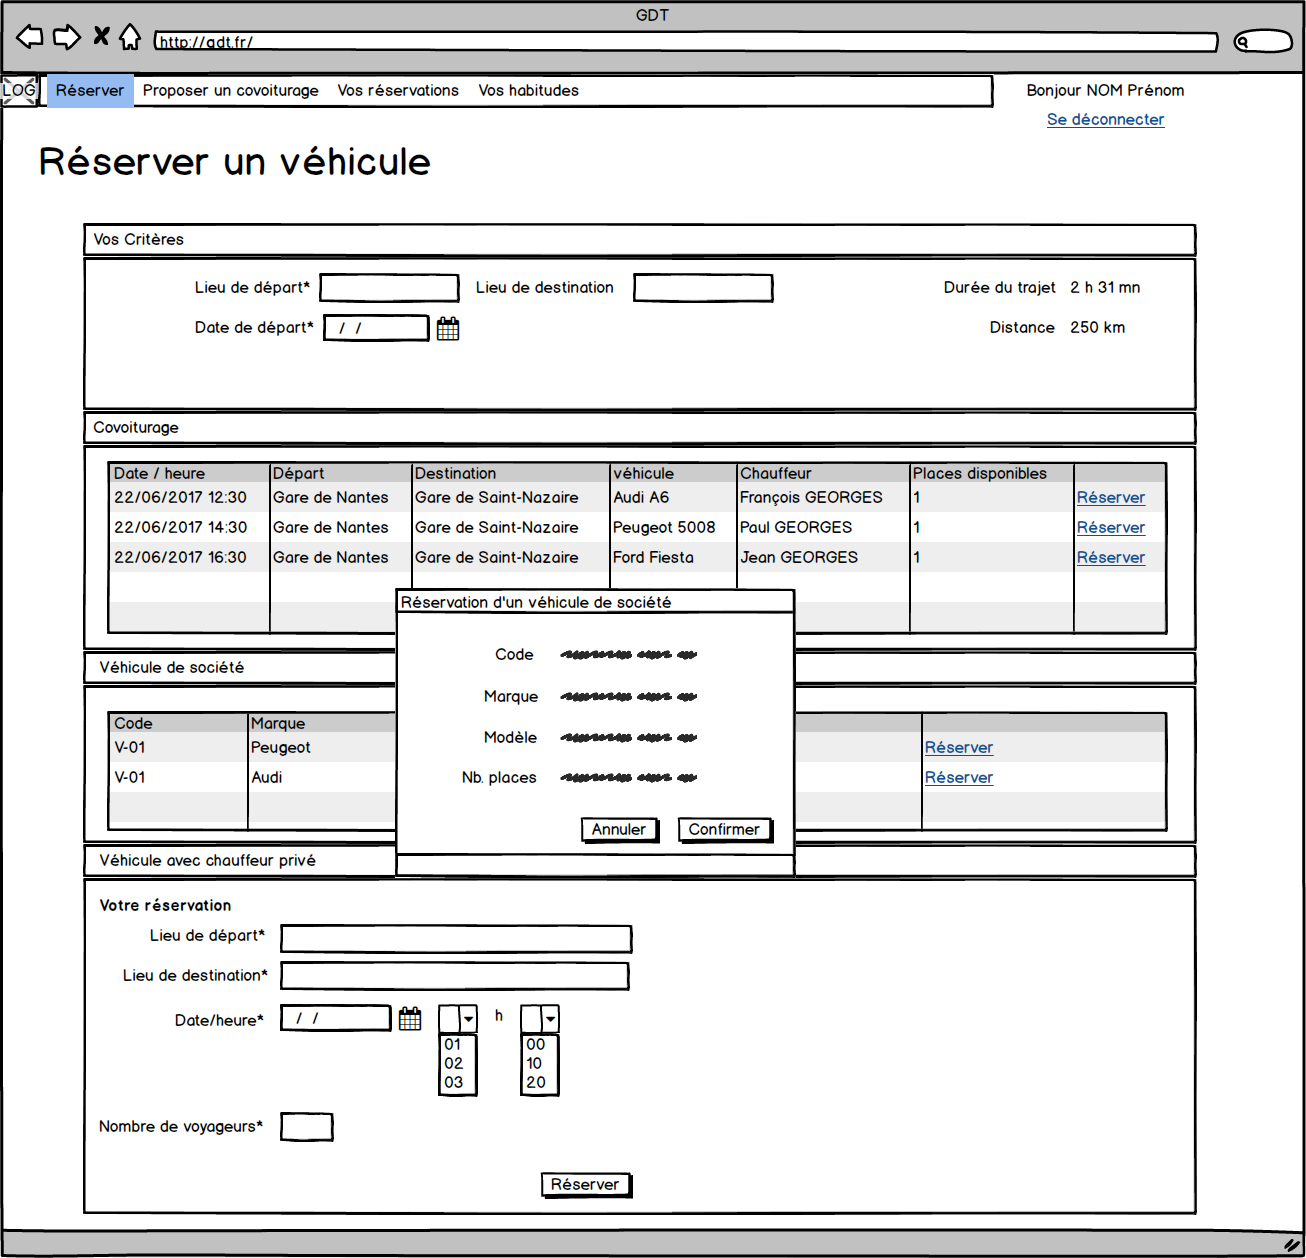 GDT
http://gdt.fr/
LOG Réserver Proposer un covoiturage Vos réservations Vos habitudes Bonjour NOM Prénom
Se déconnecter
Réserver un véhicule
Vos Critères
Lieu de départ* Lieu de destination Durée du trajet 2 h 31 mn
Date de départ* / / Distance 250 km
Covoiturage
Date / heure Départ Destination véhicule Chauffeur Places disponibles
22/06/2017 12:30 Gare de Nantes Gare de Saint-Nazaire Audi A6 François GEORGES 1 Réserver
22/06/2017 14:30 Gare de Nantes Gare de Saint-Nazaire Peugeot 5008 Paul GEORGES 1 Réserver
22/06/2017 16:30 Gare de Nantes Gare de Saint-Nazaire Ford Fiesta Jean GEORGES 1 Réserver
Réservation d'un véhicule de société
Code
Marque
Modèle
Nb. places
Annuler Confirmer
Véhicule de société
Code Marque
V-01 Peugeot Réserver
V-01 Audi Réserver
Véhicule avec chauffeur privé
Votre réservation
Lieu de départ*
Lieu de destination*
Date/heure* / / h
01 00
02 10
03 20
Nombre de voyageurs*
Réserver